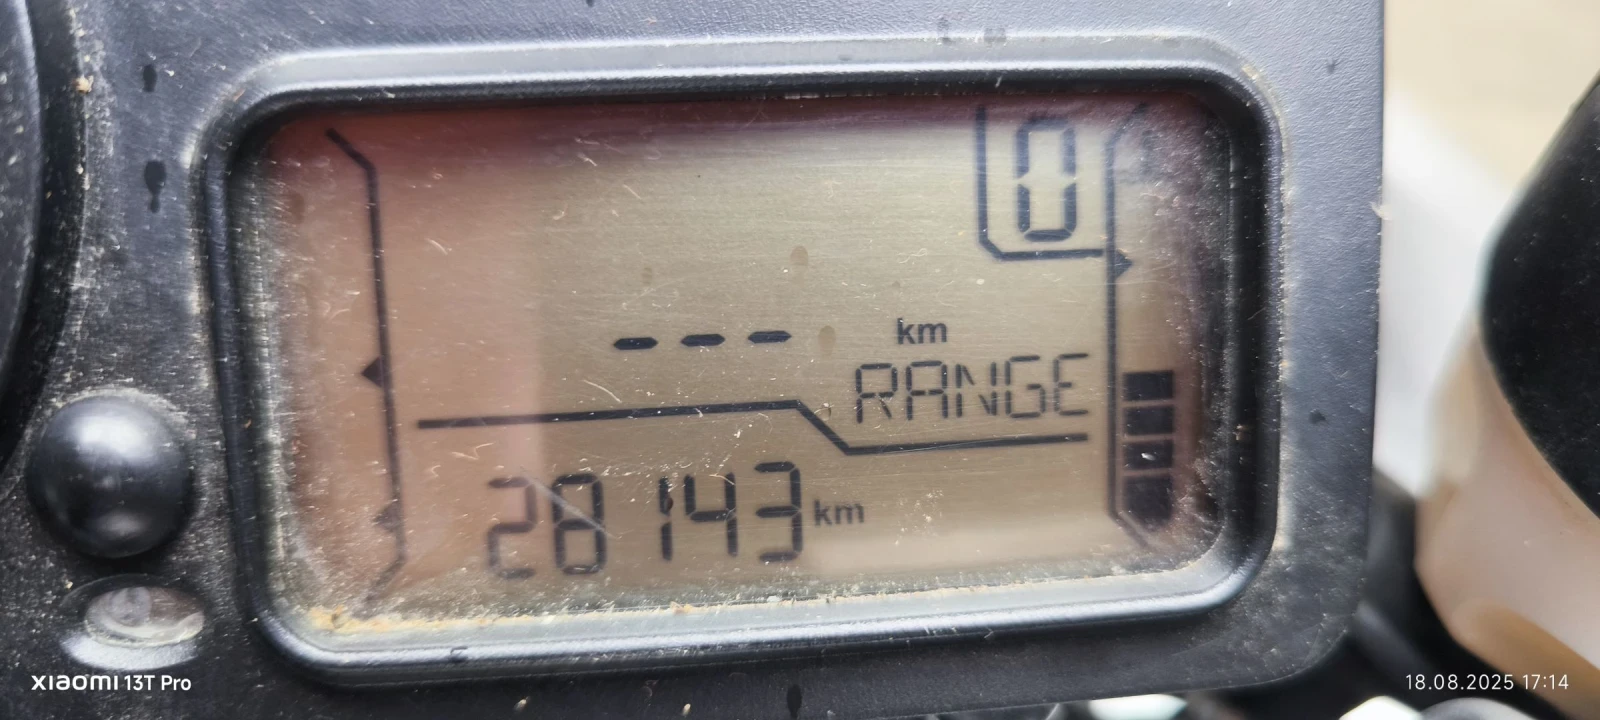 0
--- km
RANGE
28143 km
xiaomi 13T Pro
18.08.2025 17:14